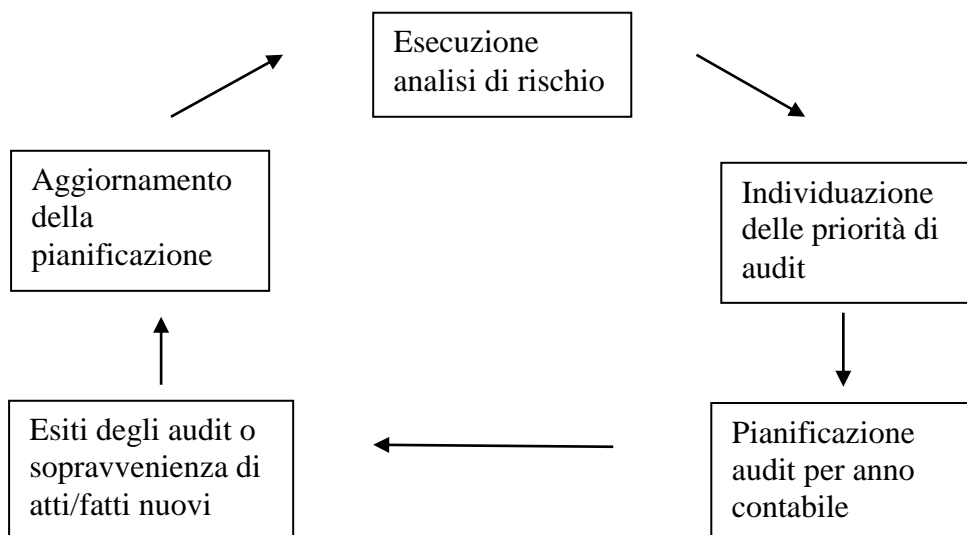 Esecuzione
analisi di rischio
Aggiornamento
della
pianificazione
Individuazione
delle priorità di
audit
Esiti degli audit o
sopravvenienza di
atti/fatti nuovi
Pianificazione
audit per anno
contabile